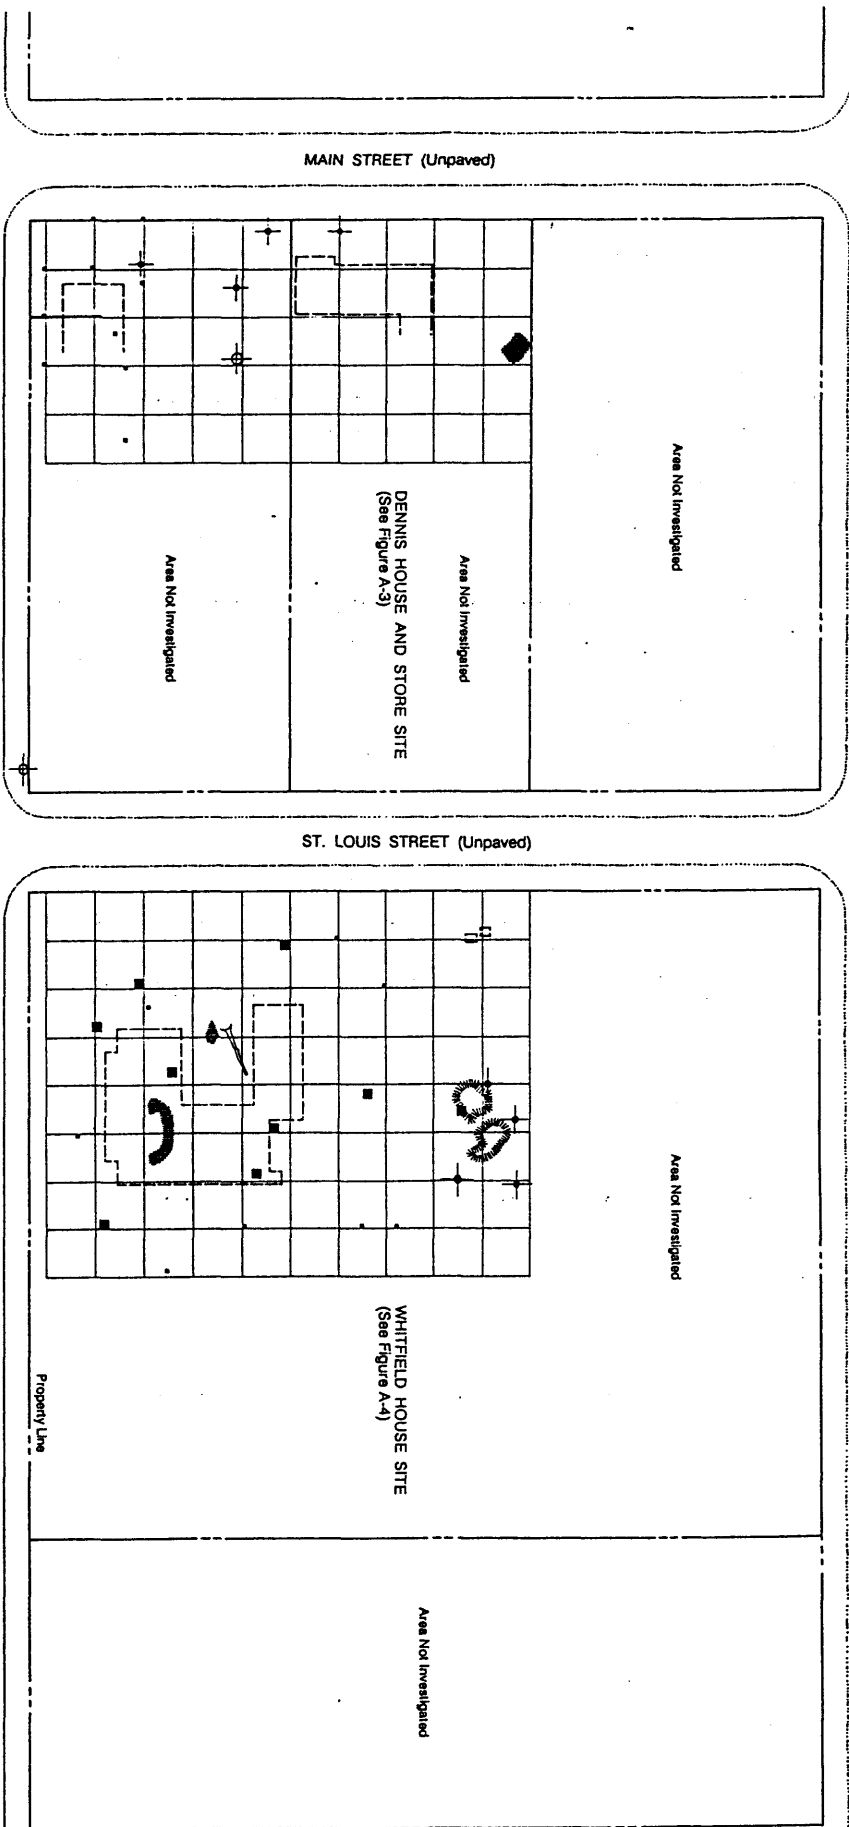 MAIN STREET (Unpaved)
Area Not Investigated
DENNIS HOUSE AND STORE SITE
(See Figure A-3)
Area Not Investigated
Area Not Investigated
ST. LOUIS STREET (Unpaved)
Area Not Investigated
WHITFIELD HOUSE SITE
(See Figure A-4)
Property Line
Area Not Investigated